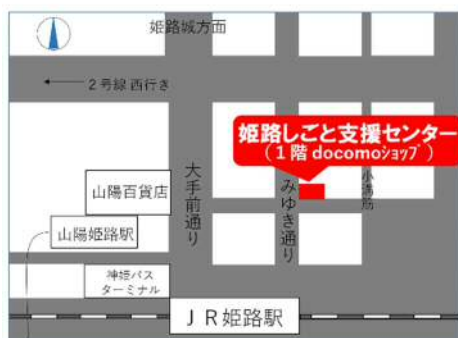 姫路城方面
２号線 西行き
姫路しごと支援センター
（１階 docomoｼｮｯﾌﾟ）
大手前通り
みゆき通り
小溝筋
山陽百貨店
山陽姫路駅
神姫バス
ターミナル
ＪＲ姫路駅